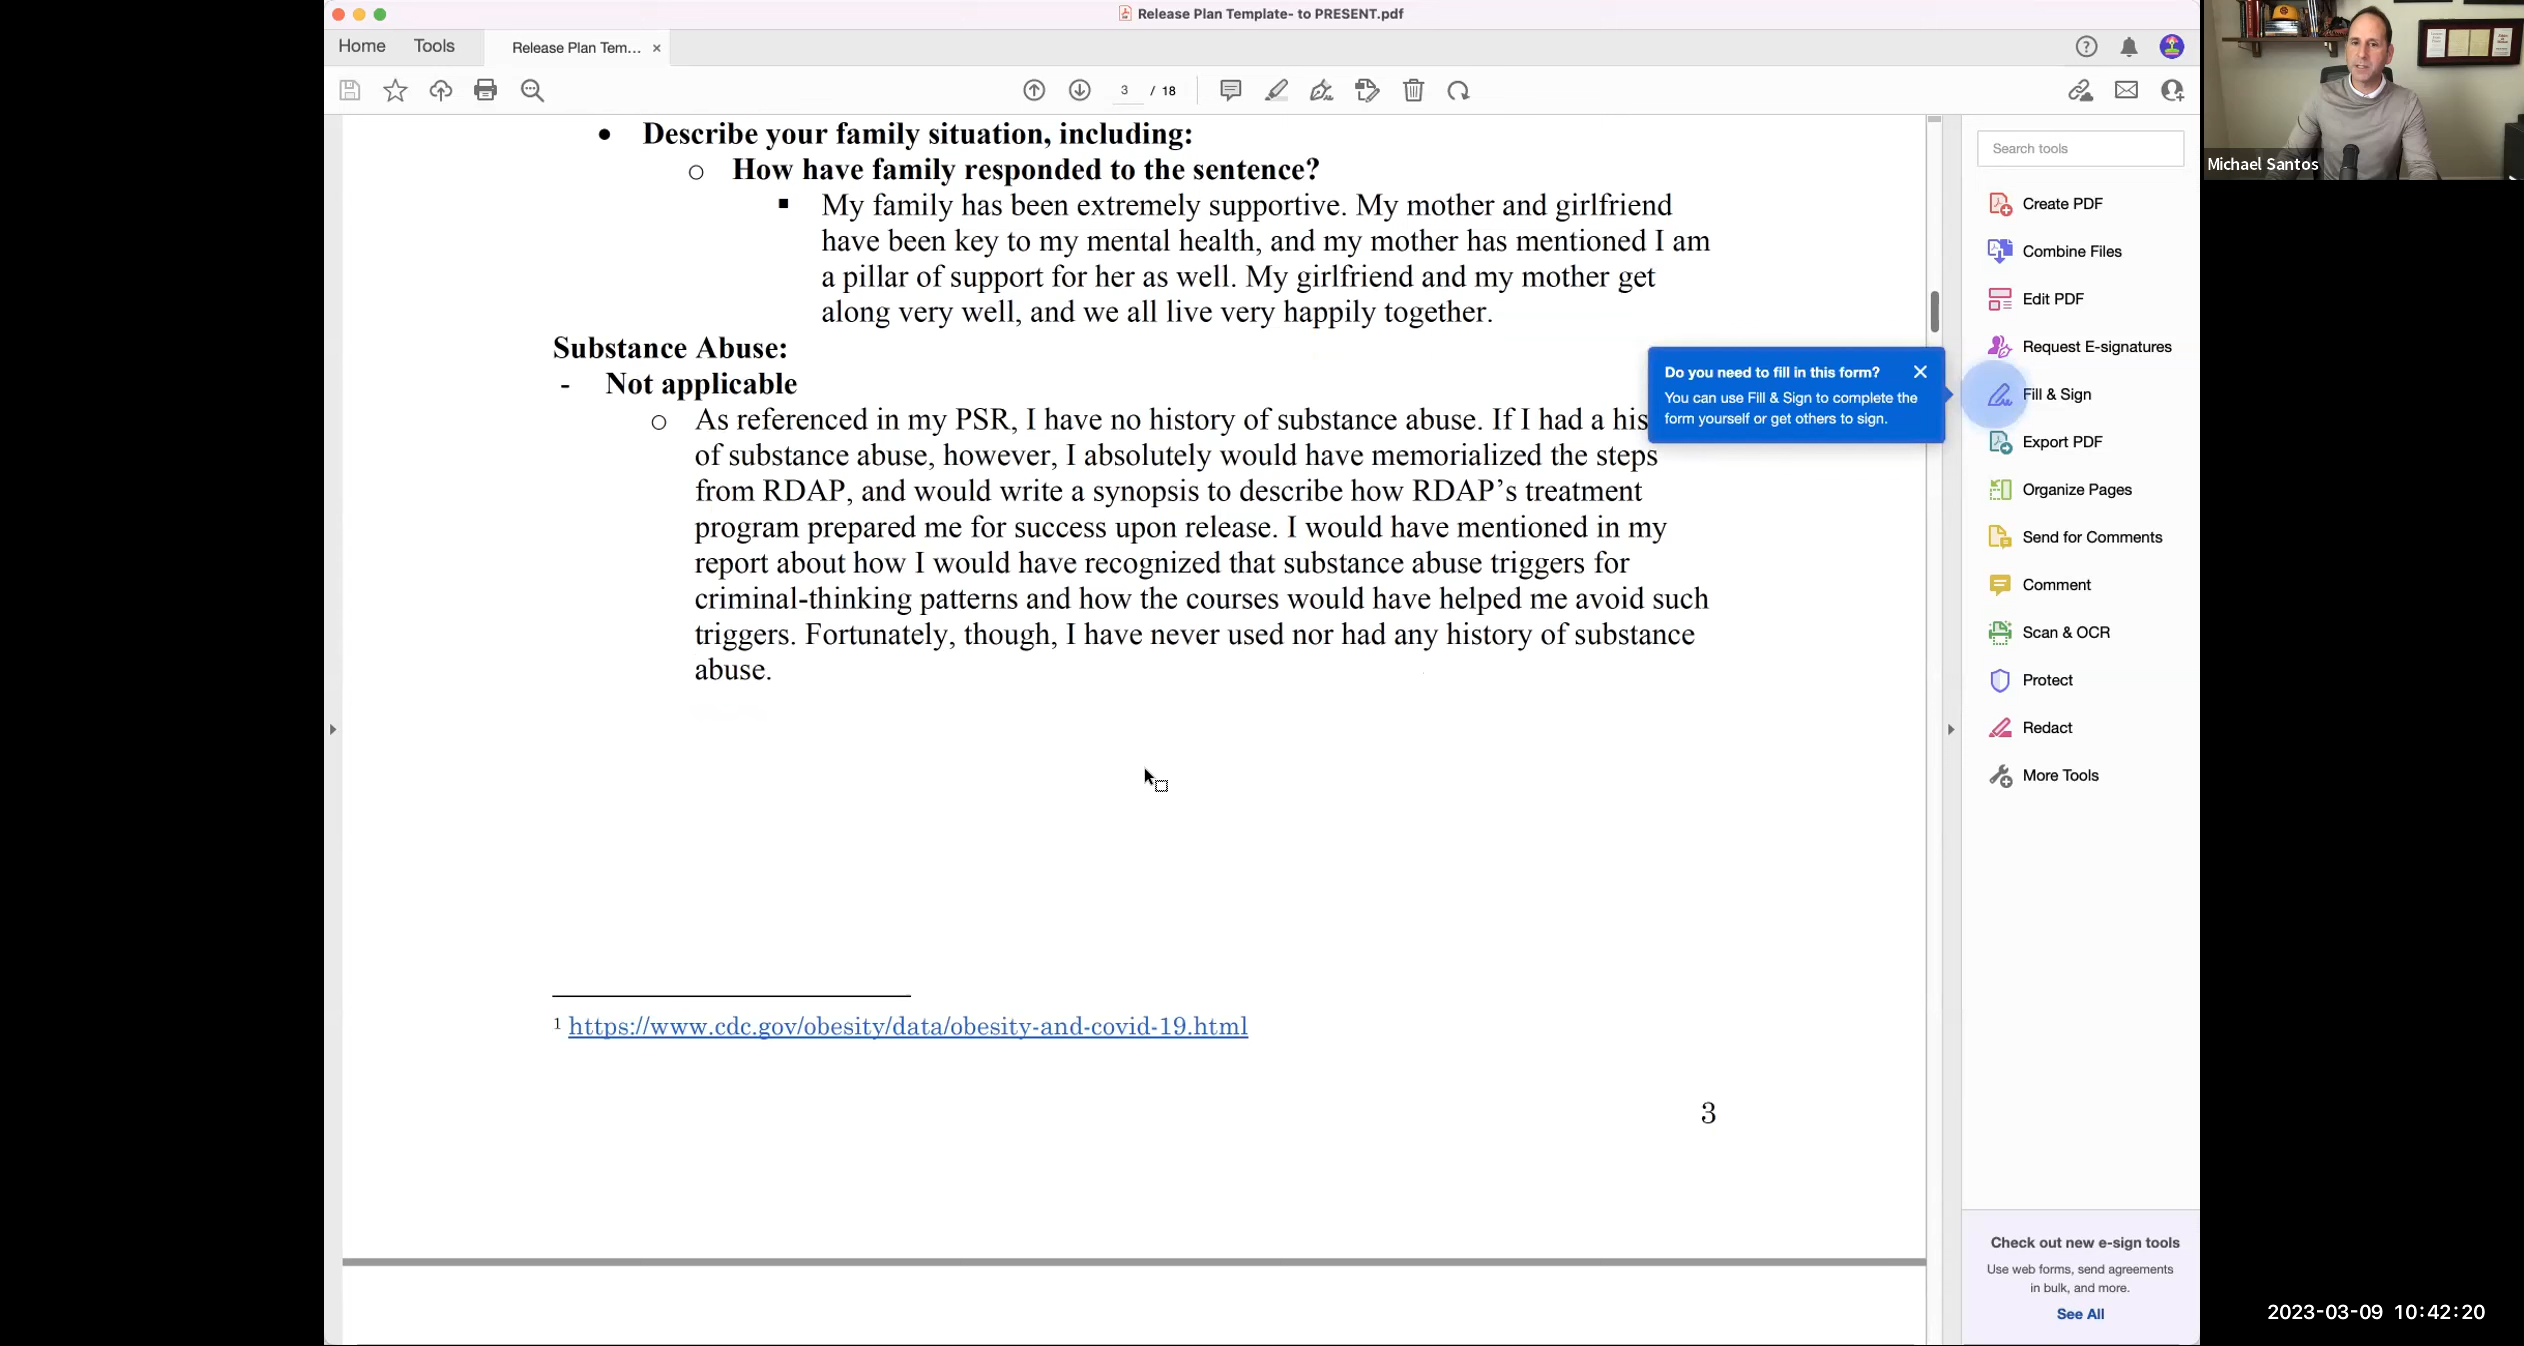 Release Plan Template- to PRESENT.pdf
Home
Tools
Release Plan Tem... ×
3 / 18
• Describe your family situation, including:
o How have family responded to the sentence?
▪ My family has been extremely supportive. My mother and girlfriend
have been key to my mental health, and my mother has mentioned I am
a pillar of support for her as well. My girlfriend and my mother get
along very well, and we all live very happily together.
Substance Abuse:
- Not applicable
o As referenced in my PSR, I have no history of substance abuse. If I had a his
of substance abuse, however, I absolutely would have memorialized the steps
from RDAP, and would write a synopsis to describe how RDAP’s treatment
program prepared me for success upon release. I would have mentioned in my
report about how I would have recognized that substance abuse triggers for
criminal-thinking patterns and how the courses would have helped me avoid such
triggers. Fortunately, though, I have never used nor had any history of substance
abuse.
1 https://www.cdc.gov/obesity/data/obesity-and-covid-19.html
3
Do you need to fill in this form?
You can use Fill & Sign to complete the
form yourself or get others to sign.
Search tools
Create PDF
Combine Files
Edit PDF
Request E-signatures
Fill & Sign
Export PDF
Organize Pages
Send for Comments
Comment
Scan & OCR
Protect
Redact
More Tools
Check out new e-sign tools
Use web forms, send agreements
in bulk, and more.
See All
Michael Santos
2023-03-09 10:42:20